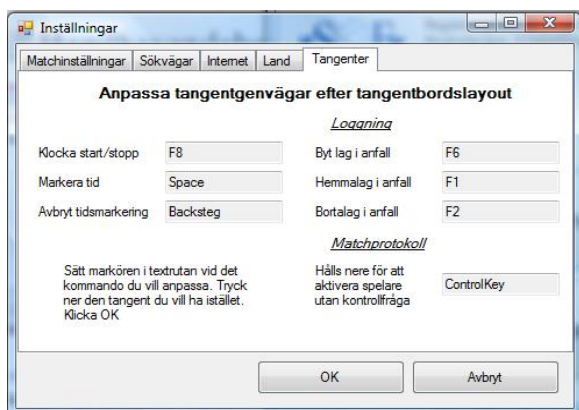 Inställningar
Matchinställningar Sökvägar Internet Land Tangenter
Anpassa tangentgenvägar efter tangentbordslayout
Loggning
Klocka start/stopp F8 Byt lag i anfall F6
Markera tid Space Hemmalag i anfall F1
Avbryt tidsmarkering Backsteg Bortalag i anfall F2
Matchprotokoll
Sätt markören i textrutan vid det
kommando du vill anpassa. Tryck
ner den tangent du vill ha istället.
Klicka OK
Hålls nere för att
aktivera spelare
utan kontrollfråga
ControlKey
OK Avbryt